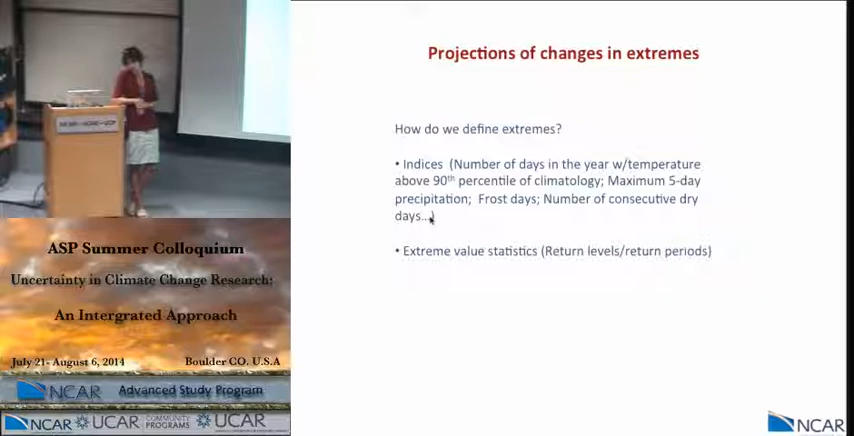 Projections of changes in extremes
How do we define extremes?
• Indices (Number of days in the year w/temperature
above 90th percentile of climatology; Maximum 5-day
precipitation; Frost days; Number of consecutive dry
days...)
• Extreme value statistics (Return levels/return periods)
NCAR
ASP Summer Colloquium
Uncertainty in Climate Change Research:
An Intergrated Approach
July 21- August 6, 2014 Boulder CO. U.S.A
NCAR Advanced Study Program
NCAR UCAR COMMUNITY PROGRAMS UCAR